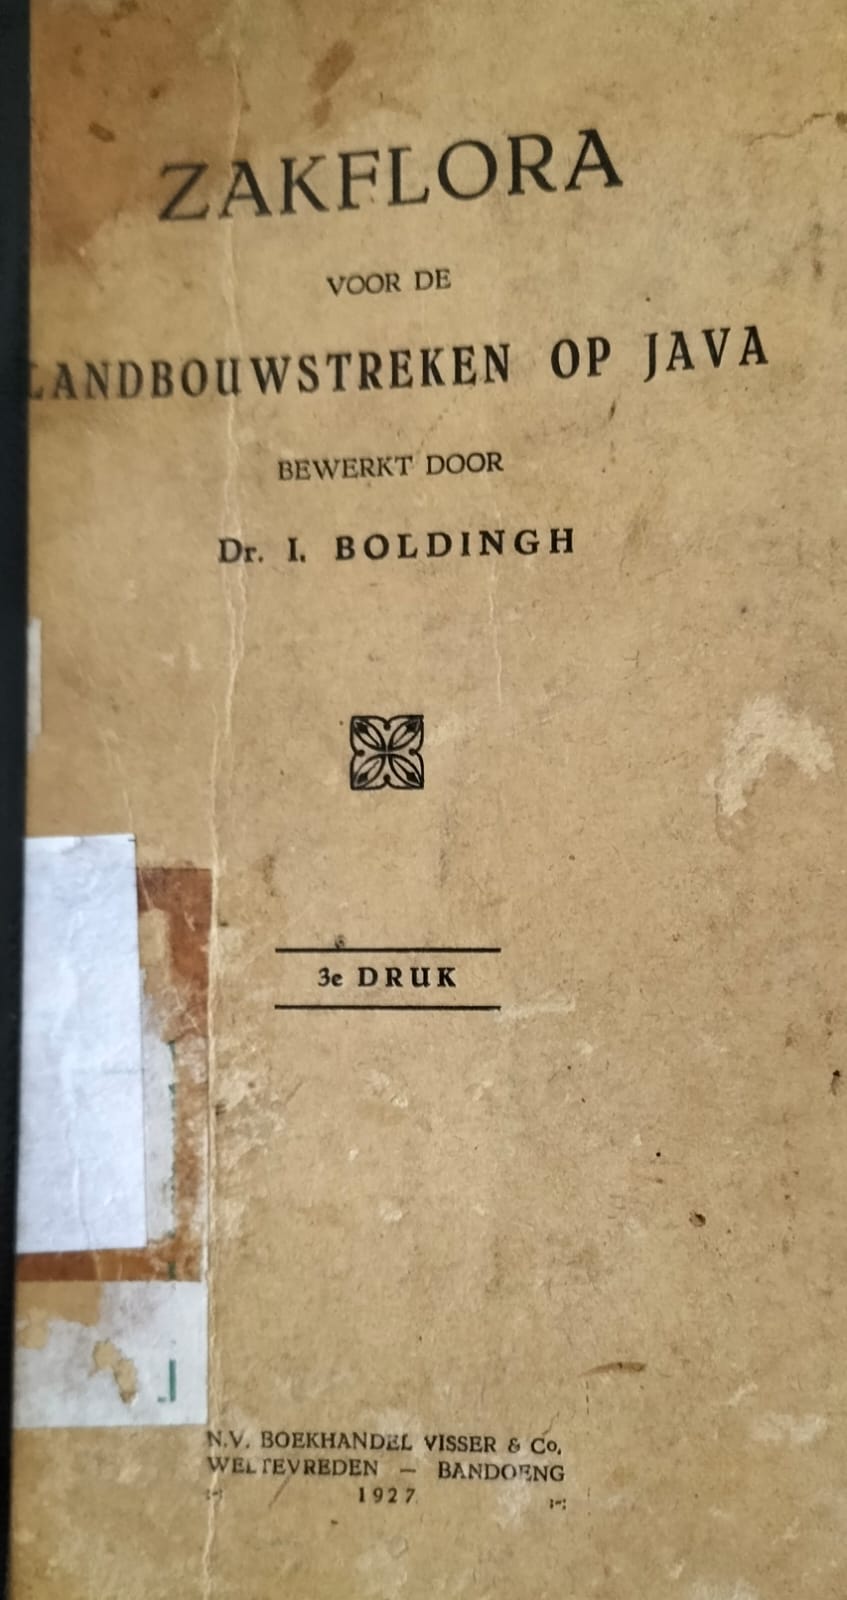 ZAKFLORA
VOOR DE
LANDBOUWSTREKEN OP JAVA
BEWERKT DOOR
Dr. I. BOLDINGH
3e DRUK
N.V. BOEKHANDEL VISSER & Co.
WELTEVREDEN — BANDOENG
1927